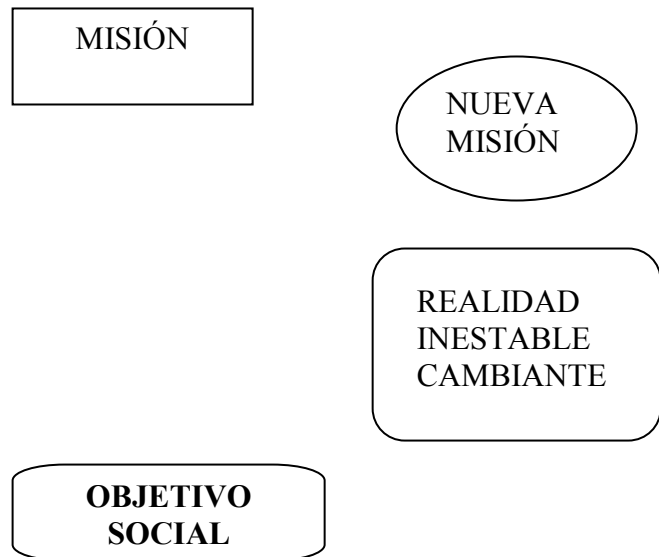 MISIÓN
NUEVA
MISIÓN
REALIDAD
INESTABLE
CAMBIANTE
OBJETIVO
SOCIAL